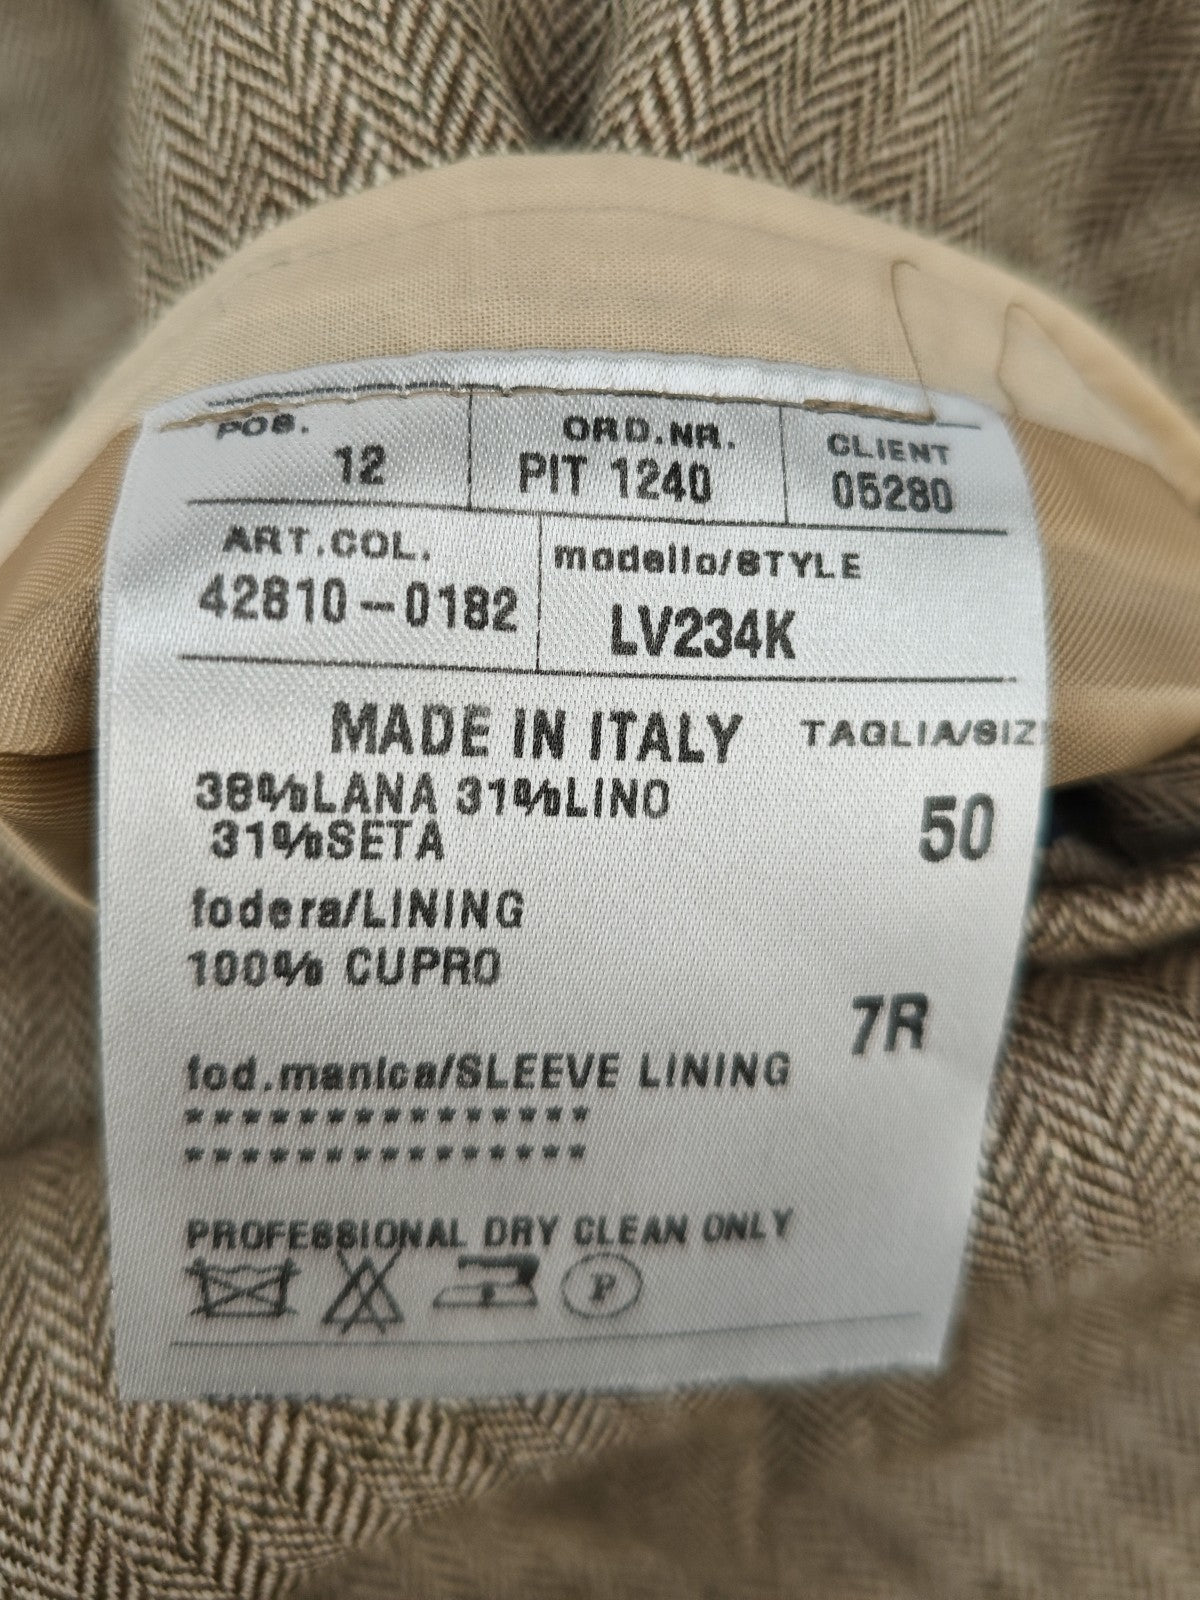 POS. ORD.NR. CLIENT
12 PIT 1240 05280
ART.COL. modello/STYLE
42810-0182 LV234K
MADE IN ITALY TAGLIA/SIZ
38%LANA 31%LINO
31%SETA 50
fodera/LINING
100% CUPRO
7R
fod.manica/SLEEVE LINING
***************
***************
PROFESSIONAL DRY CLEAN ONLY
P